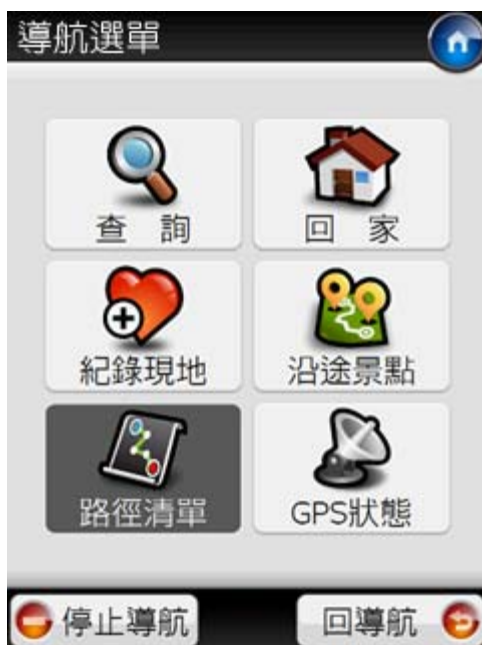 導航選單
查 詢
回 家
紀錄現地
沿途景點
路徑清單
GPS狀態
停止導航
回導航